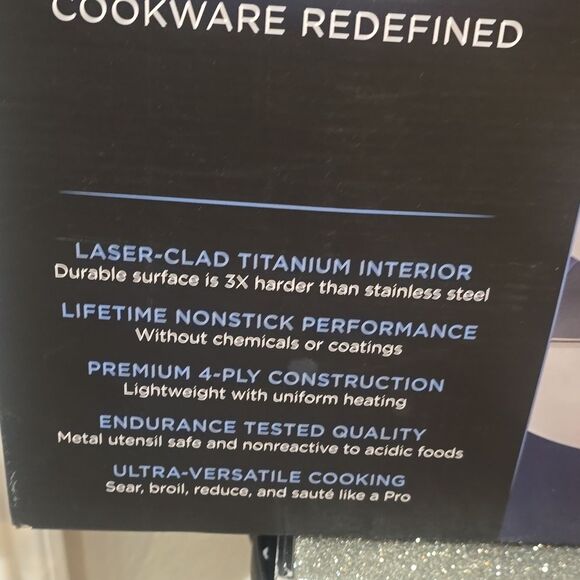 COOKWARE REDEFINED
LASER-CLAD TITANIUM INTERIOR
Durable surface is 3X harder than stainless steel
LIFETIME NONSTICK PERFORMANCE
Without chemicals or coatings
PREMIUM 4-PLY CONSTRUCTION
Lightweight with uniform heating
ENDURANCE TESTED QUALITY
Metal utensil safe and nonreactive to acidic foods
ULTRA-VERSATILE COOKING
Sear, broil, reduce, and sauté like a Pro